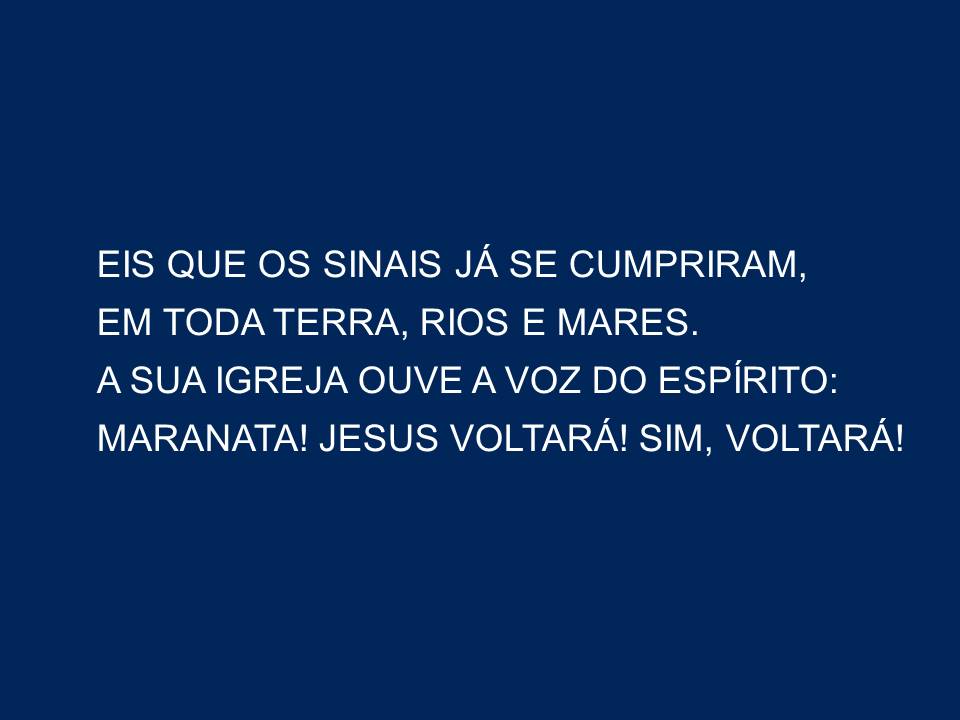 EIS QUE OS SINAIS JÁ SE CUMPRIRAM,
EM TODA TERRA, RIOS E MARES.
A SUA IGREJA OUVE A VOZ DO ESPÍRITO:
MARANATA! JESUS VOLTARÁ! SIM, VOLTARÁ!